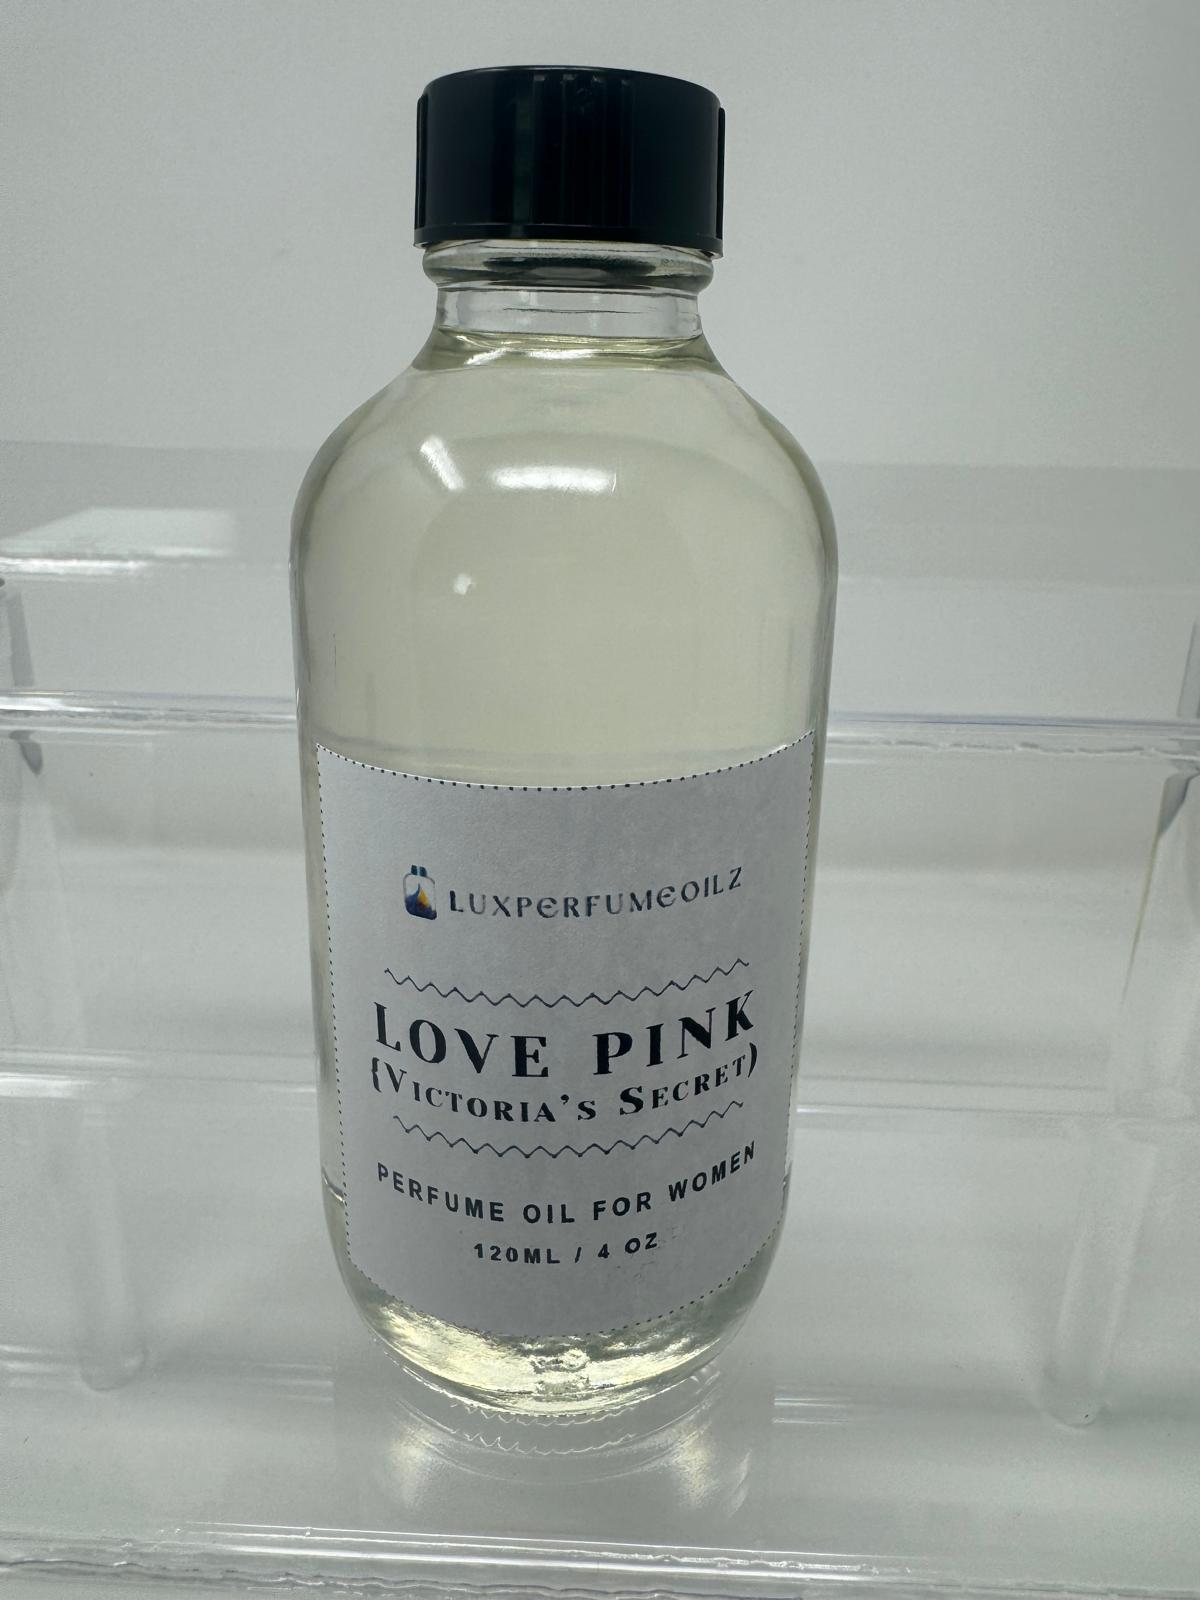 LUXPERFUMEOILZ
LOVE PINK
{VICTORIA'S SECRET)
PERFUME OIL FOR WOMEN
120ML / 4 OZ